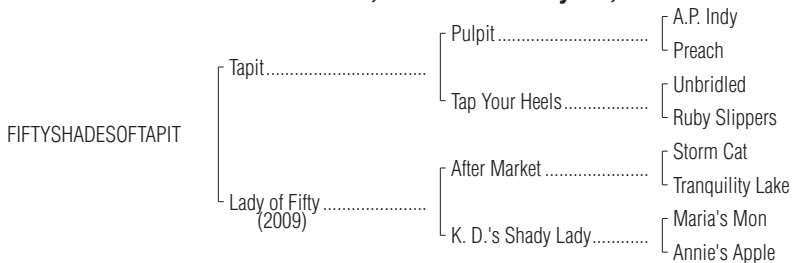 A.P. Indy
Pulpit................................
Preach
Tapit..................................
Unbridled
Tap Your Heels..................
Ruby Slippers
FIFTYSHADESOFTAPIT
Storm Cat
After Market......................
Tranquility Lake
Lady of Fifty......................
(2009)
Maria's Mon
K. D.'s Shady Lady............
Annie's Apple